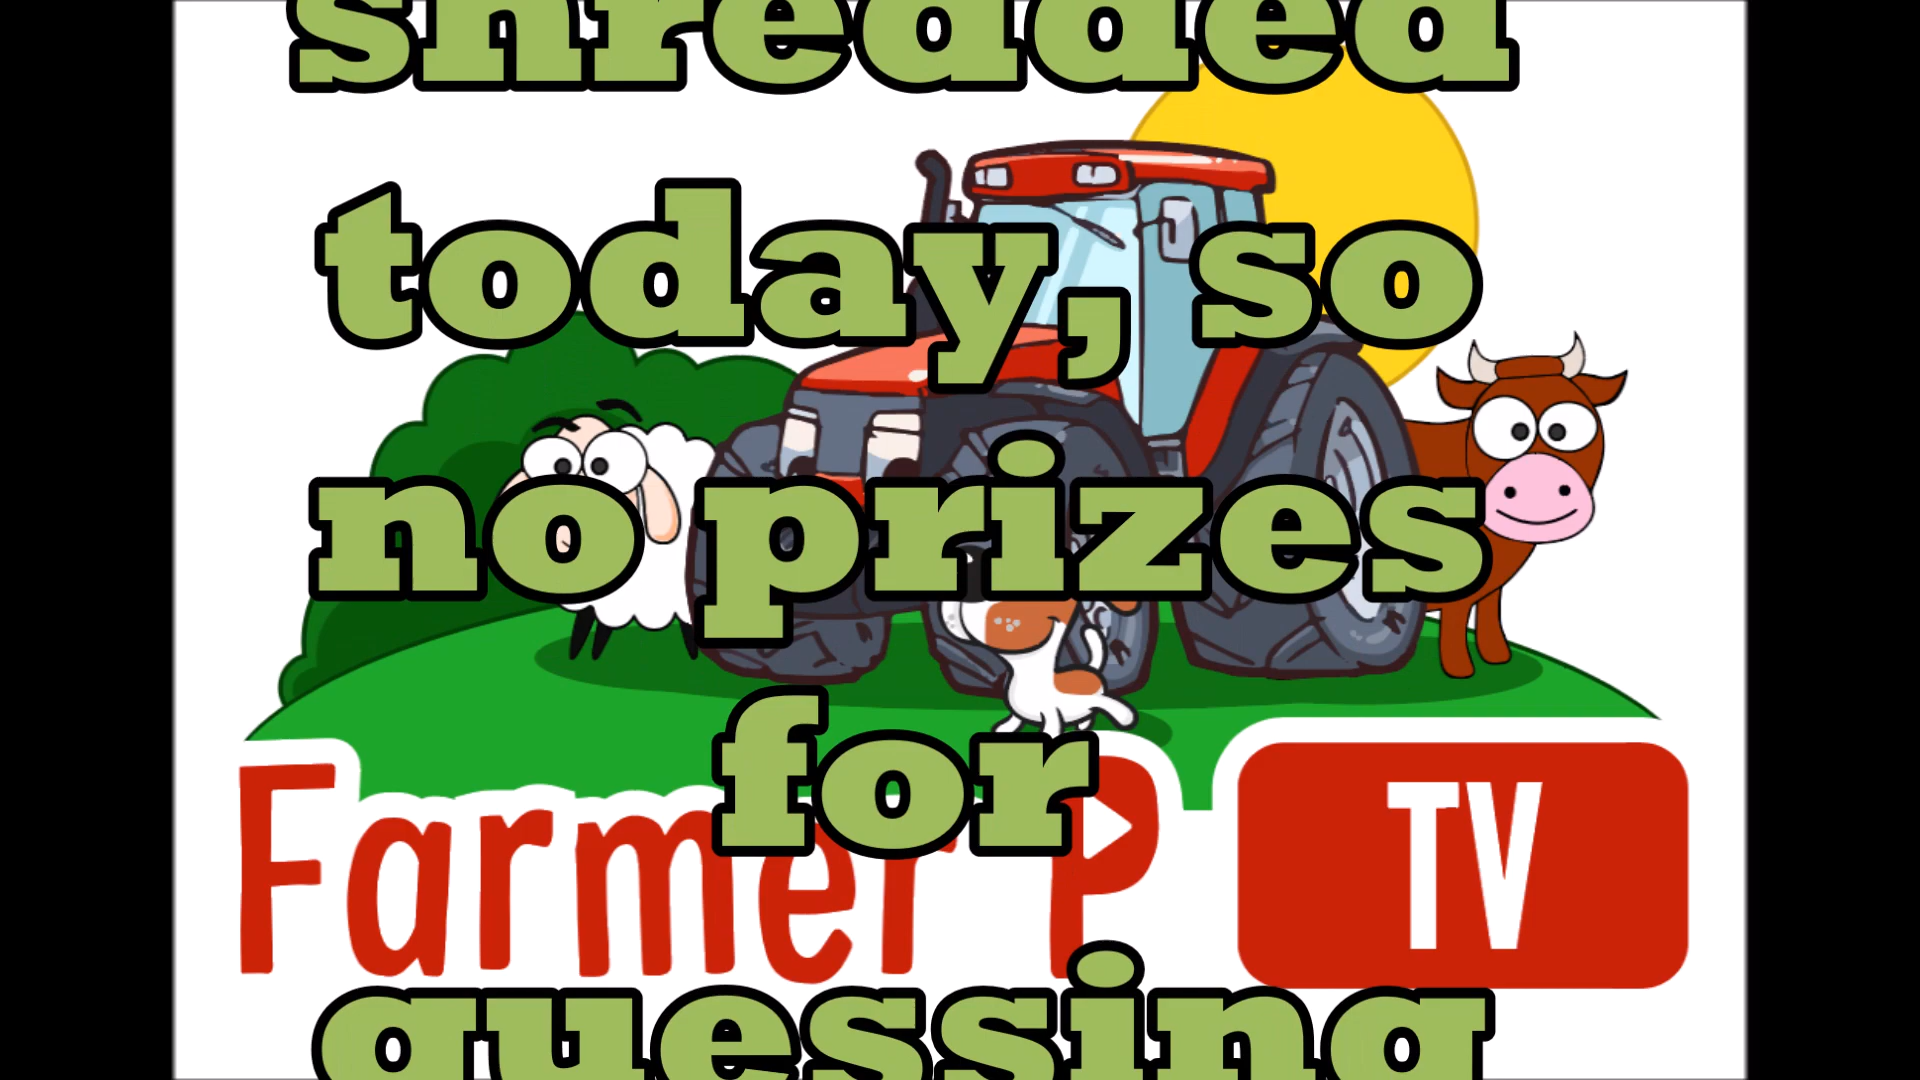 shredded
today, so
no prizes
for
guessing
Farmer P TV